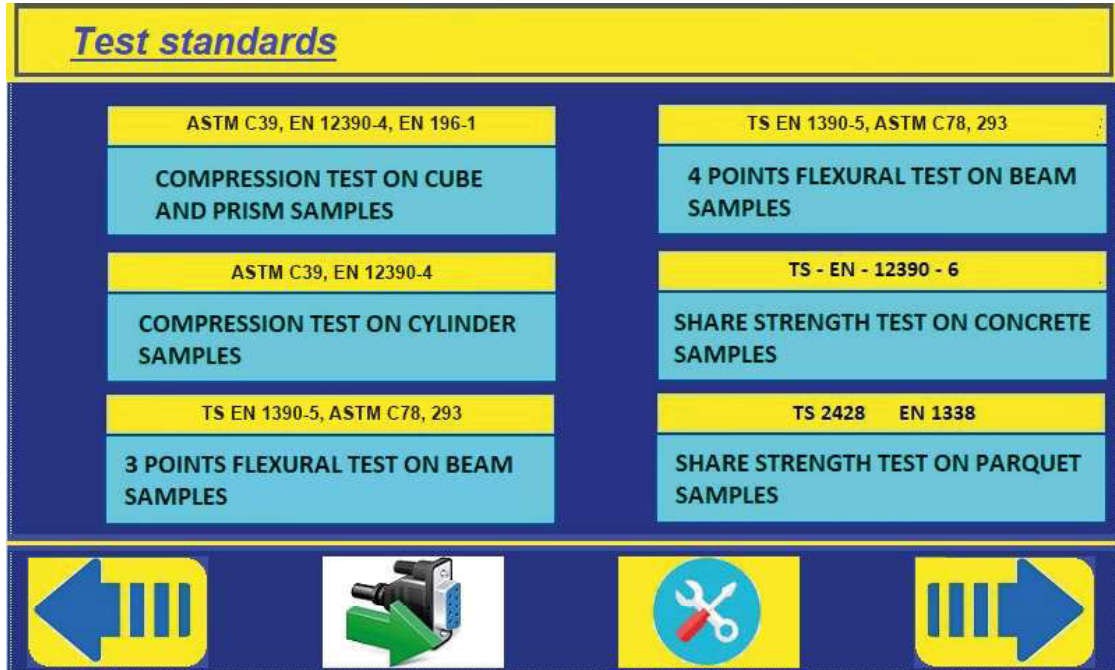 Test standards
ASTM C39, EN 12390-4, EN 196-1
COMPRESSION TEST ON CUBE
AND PRISM SAMPLES
ASTM C39, EN 12390-4
COMPRESSION TEST ON CYLINDER
SAMPLES
TS EN 1390-5, ASTM C78, 293
3 POINTS FLEXURAL TEST ON BEAM
SAMPLES
TS EN 1390-5, ASTM C78, 293
4 POINTS FLEXURAL TEST ON BEAM
SAMPLES
TS - EN - 12390 - 6
SHARE STRENGTH TEST ON CONCRETE
SAMPLES
TS 2428 EN 1338
SHARE STRENGTH TEST ON PARQUET
SAMPLES